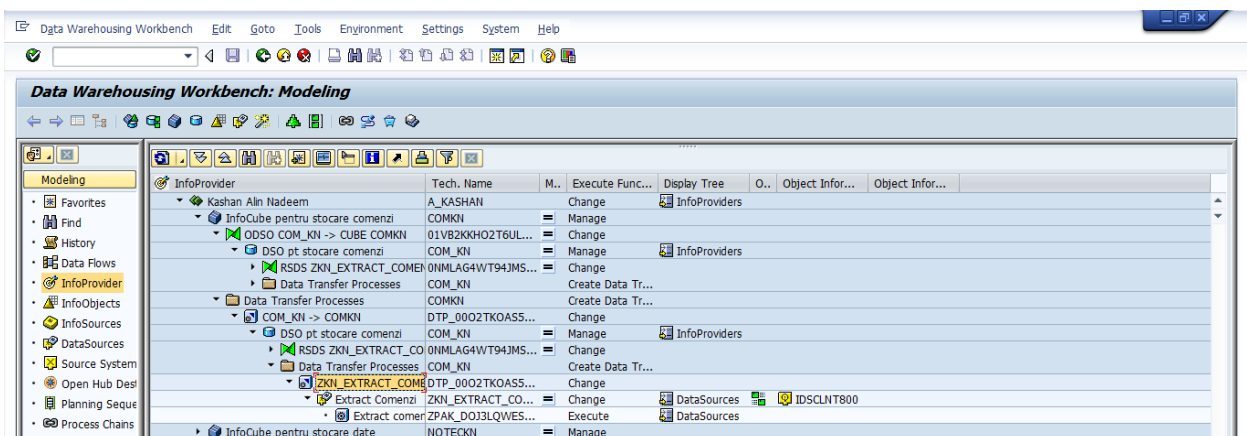 Data Warehousing Workbench Edit Goto Tools Environment Settings System Help
Data Warehousing Workbench: Modeling
Modeling
Favorites
Find
History
Data Flows
InfoProvider
InfoObjects
InfoSources
DataSources
Source System
Open Hub Dest
Planning Seque
Process Chains
InfoProvider Tech. Name M.. Execute Func... Display Tree O.. Object Infor... Object Infor...
Kashan Alin Nadeem A_KASHAN Change InfoProviders
InfoCube pentru stocare comenzi COMKN = Manage
ODSO COM_KN -> CUBE COMKN 01VB2KKHO2T6UL... = Change
DSO pt stocare comenzi COM_KN = Manage InfoProviders
RSDS ZKN_EXTRACT_COMEN 0NMLAG4WT94JMS... = Change
Data Transfer Processes COM_KN Create Data Tr...
Data Transfer Processes COMKN Create Data Tr...
COM_KN -> COMKN DTP_00O2TKOAS5... Change
DSO pt stocare comenzi COM_KN = Manage InfoProviders
RSDS ZKN_EXTRACT_CO 0NMLAG4WT94JMS... = Change
Data Transfer Processes COM_KN Create Data Tr...
ZKN_EXTRACT_COME DTP_00O2TKOAS5... Change
Extract Comenzi ZKN_EXTRACT_CO... = Change DataSources IDSCLNT800
Extract comen ZPAK_DOJ3LQWES... Execute DataSources
InfoCube pentru stocare date NOTECKN = Manage